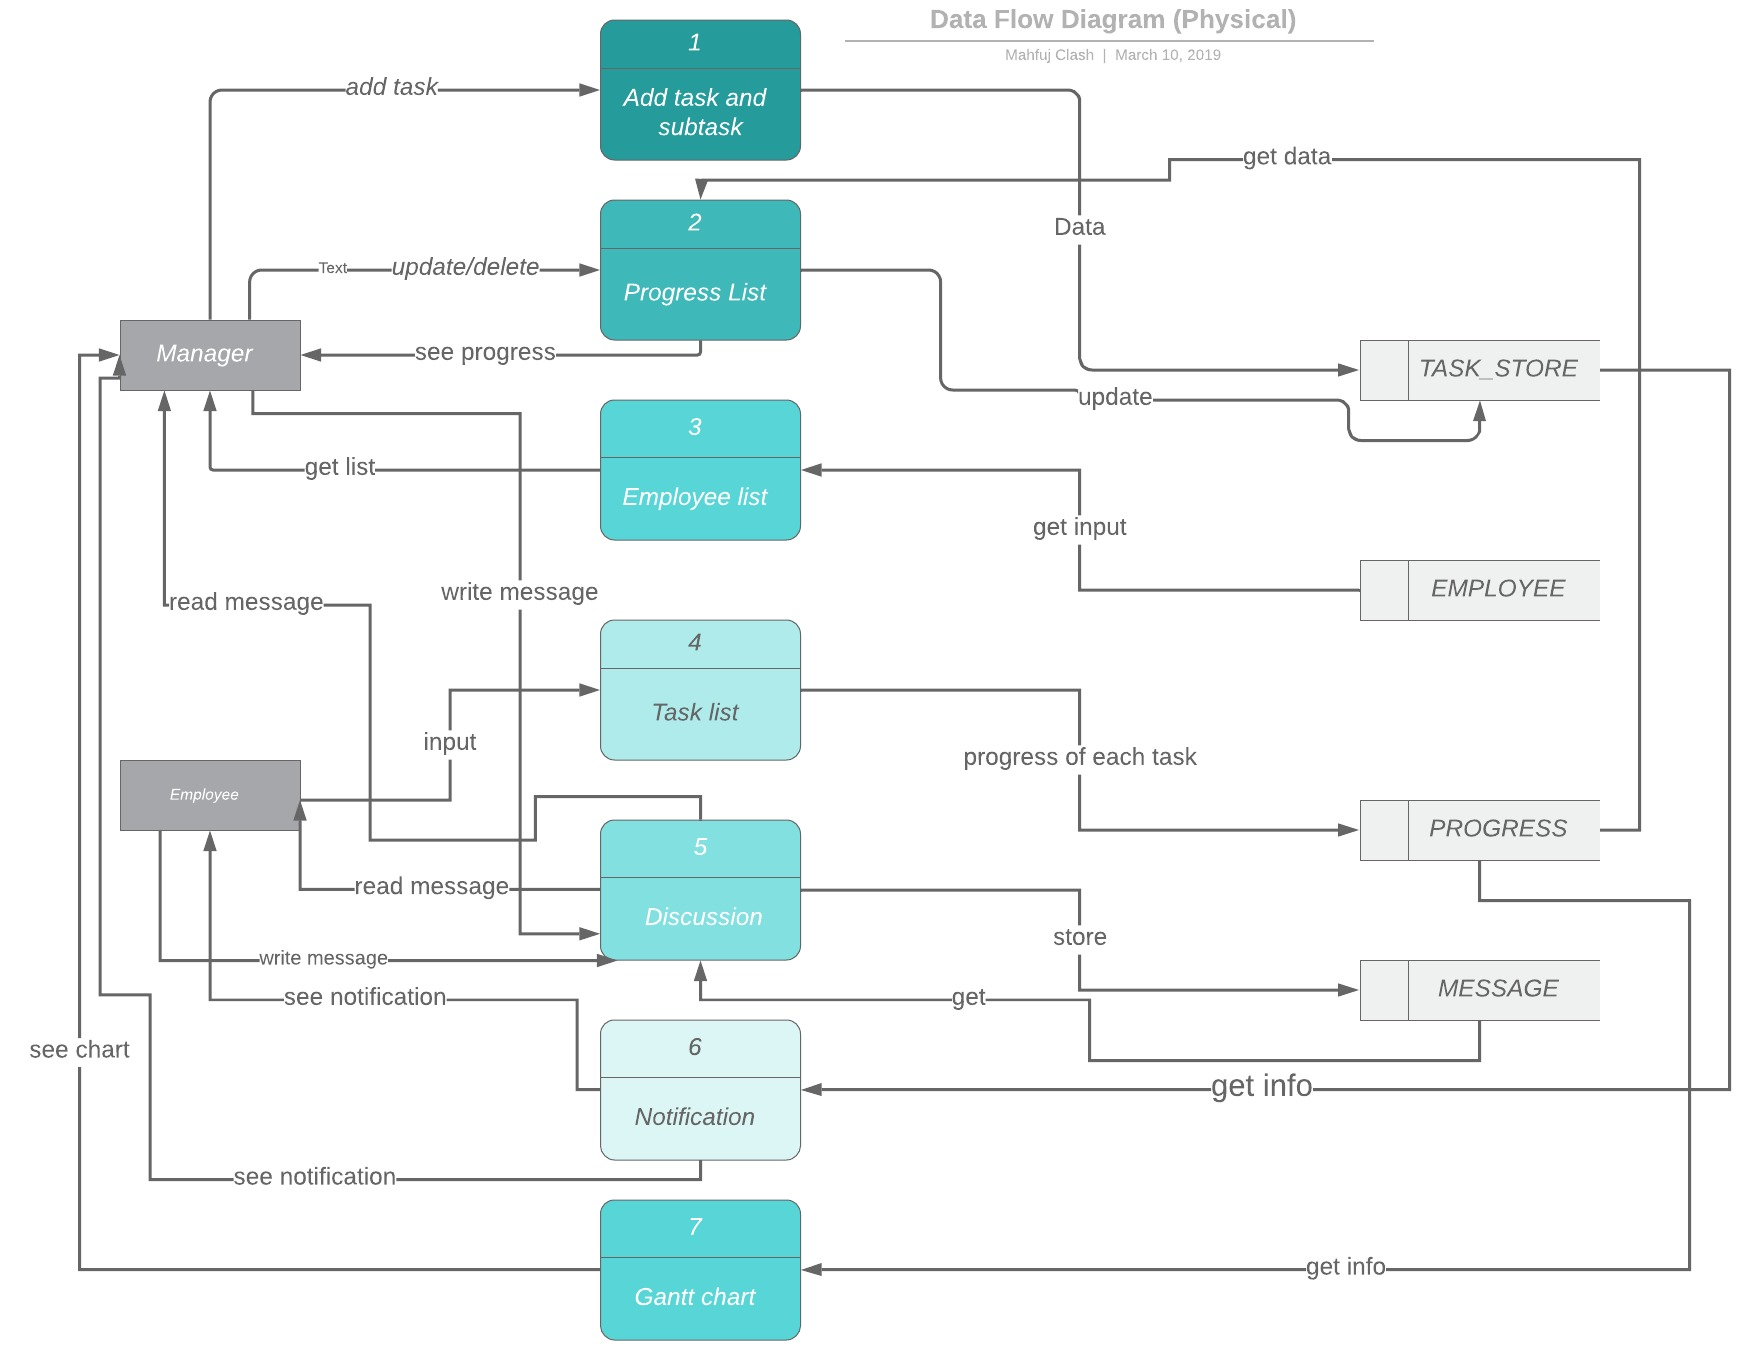 Data Flow Diagram (Physical)
Mahfuj Clash | March 10, 2019
1
add task
Add task and
subtask
get data
2
Data
Text
update/delete
Progress List
Manager
see progress
TASK_STORE
update
3
get list
Employee list
get input
EMPLOYEE
write message
read message
4
Task list
input
progress of each task
Employee
PROGRESS
5
read message
Discussion
store
write message
see notification
get
MESSAGE
6
see chart
get info
Notification
see notification
7
get info
Gantt chart